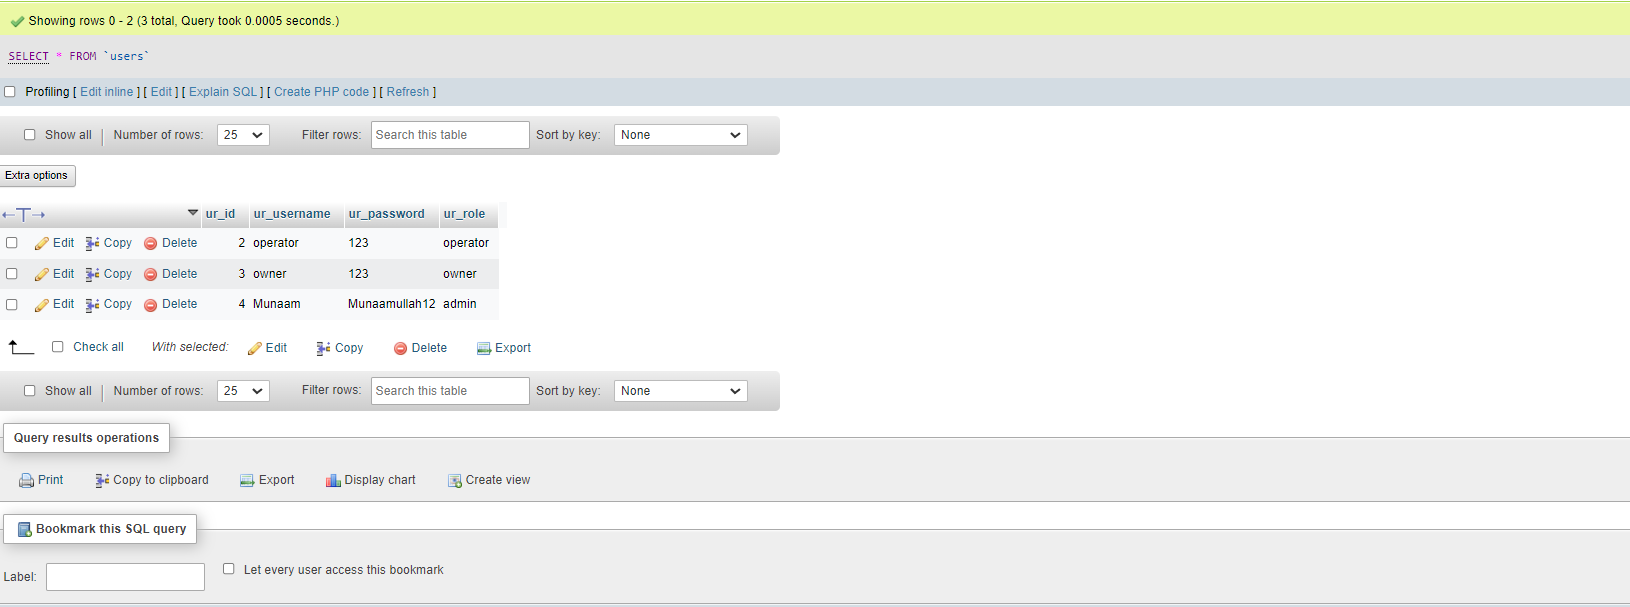 Showing rows 0 - 2 (3 total, Query took 0.0005 seconds.)
SELECT * FROM `users`
Profiling [ Edit inline ] [ Edit ] [ Explain SQL ] [ Create PHP code ] [ Refresh ]
Show all | Number of rows: 25 Filter rows: Search this table Sort by key: None
Extra options
ur_id ur_username ur_password ur_role
Edit Copy Delete 2 operator 123 operator
Edit Copy Delete 3 owner 123 owner
Edit Copy Delete 4 Munaam Munaamullah12 admin
Check all With selected: Edit Copy Delete Export
Show all | Number of rows: 25 Filter rows: Search this table Sort by key: None
Query results operations
Print Copy to clipboard Export Display chart Create view
Bookmark this SQL query
Label: Let every user access this bookmark